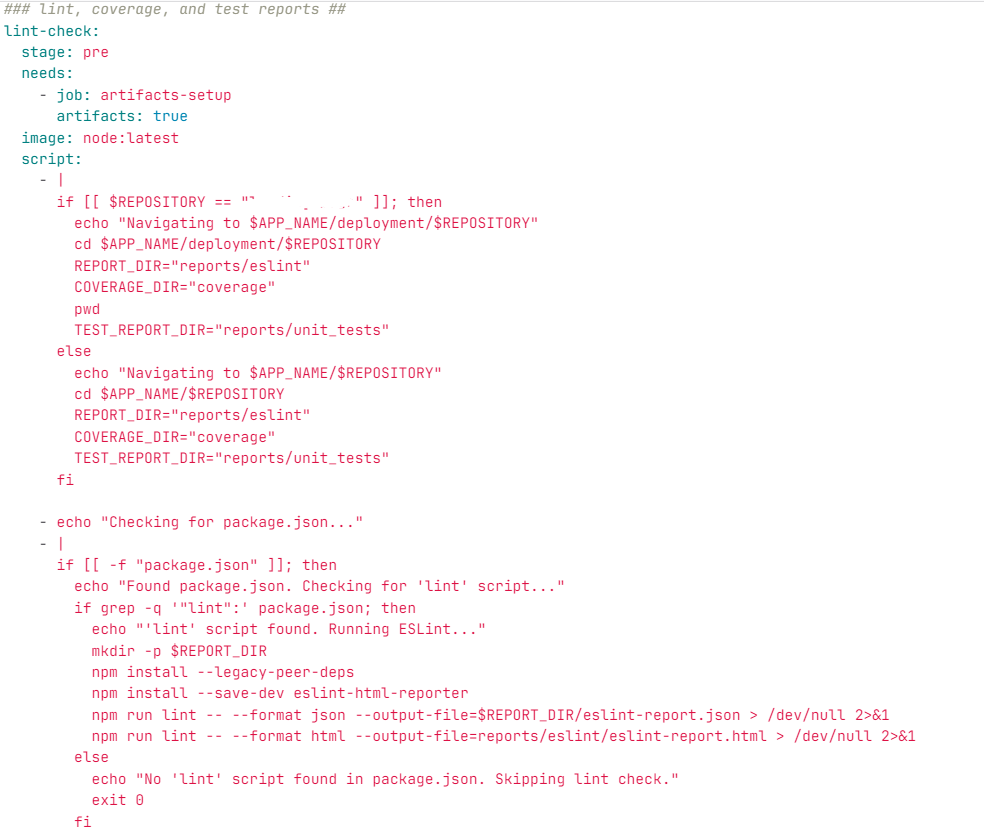 ### lint, coverage, and test reports ##
lint-check:
  stage: pre
  needs:
    - job: artifacts-setup
      artifacts: true
  image: node:latest
  script:
    - |
      if [[ $REPOSITORY == "" ]]; then
        echo "Navigating to $APP_NAME/deployment/$REPOSITORY"
        cd $APP_NAME/deployment/$REPOSITORY
        REPORT_DIR="reports/eslint"
        COVERAGE_DIR="coverage"
        pwd
        TEST_REPORT_DIR="reports/unit_tests"
      else
        echo "Navigating to $APP_NAME/$REPOSITORY"
        cd $APP_NAME/$REPOSITORY
        REPORT_DIR="reports/eslint"
        COVERAGE_DIR="coverage"
        TEST_REPORT_DIR="reports/unit_tests"
      fi
    - echo "Checking for package.json..."
    - |
      if [[ -f "package.json" ]]; then
        echo "Found package.json. Checking for 'lint' script..."
        if grep -q '"lint":' package.json; then
          echo "'lint' script found. Running ESLint..."
          mkdir -p $REPORT_DIR
          npm install --legacy-peer-deps
          npm install --save-dev eslint-html-reporter
          npm run lint -- --format json --output-file=$REPORT_DIR/eslint-report.json > /dev/null 2>&1
          npm run lint -- --format html --output-file=reports/eslint/eslint-report.html > /dev/null 2>&1
        else
          echo "No 'lint' script found in package.json. Skipping lint check."
          exit 0
        fi